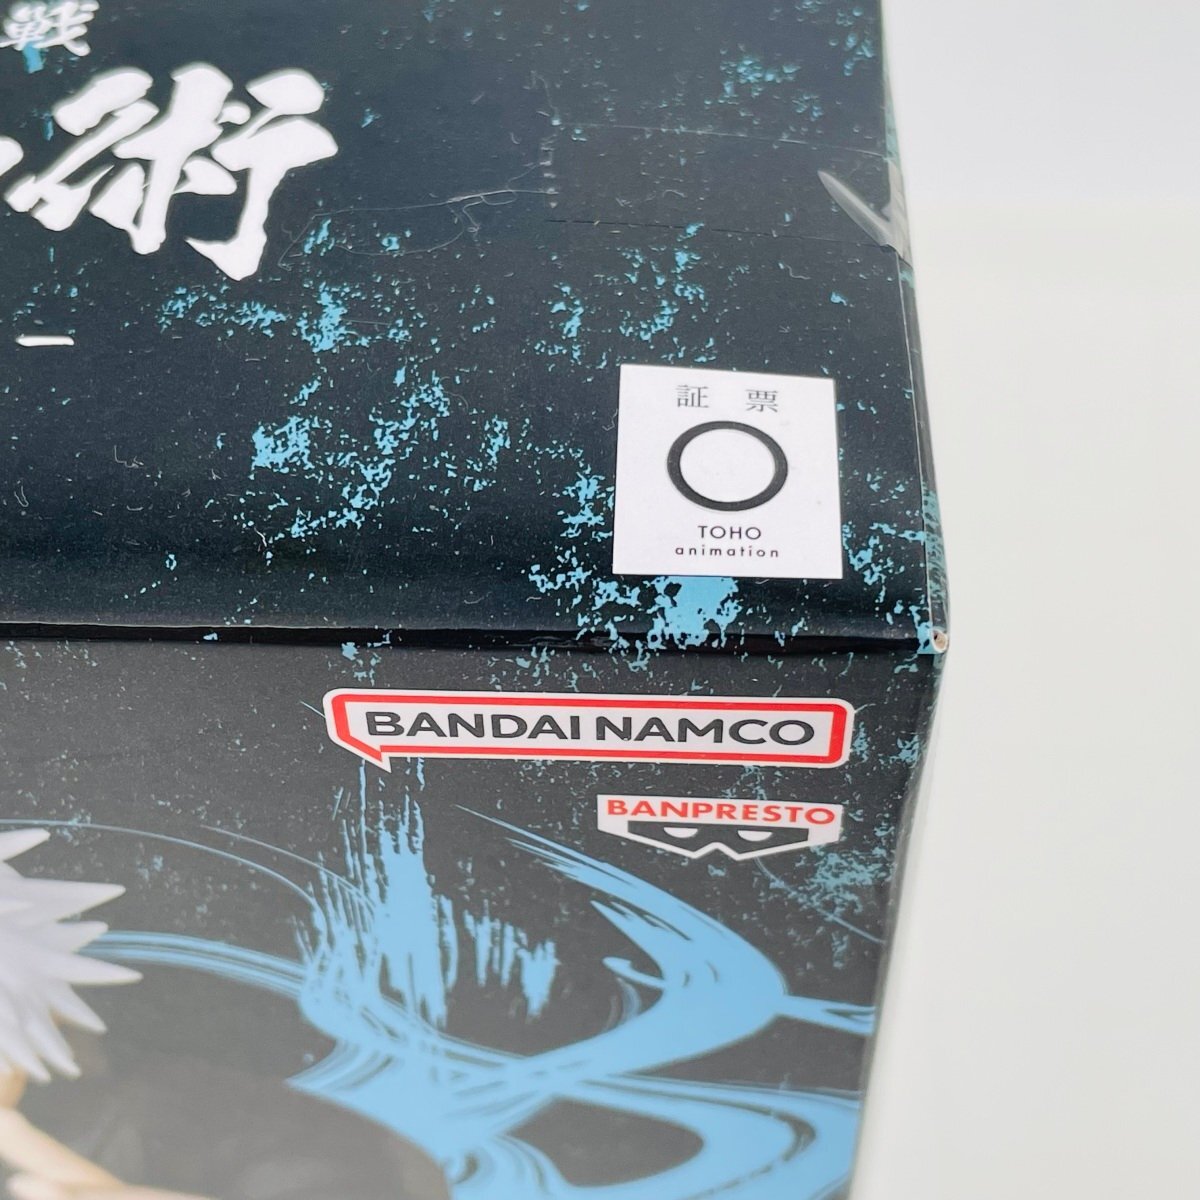 戦
術
証 票
TOHO
animation
BANDAI NAMCO
BANPRESTO